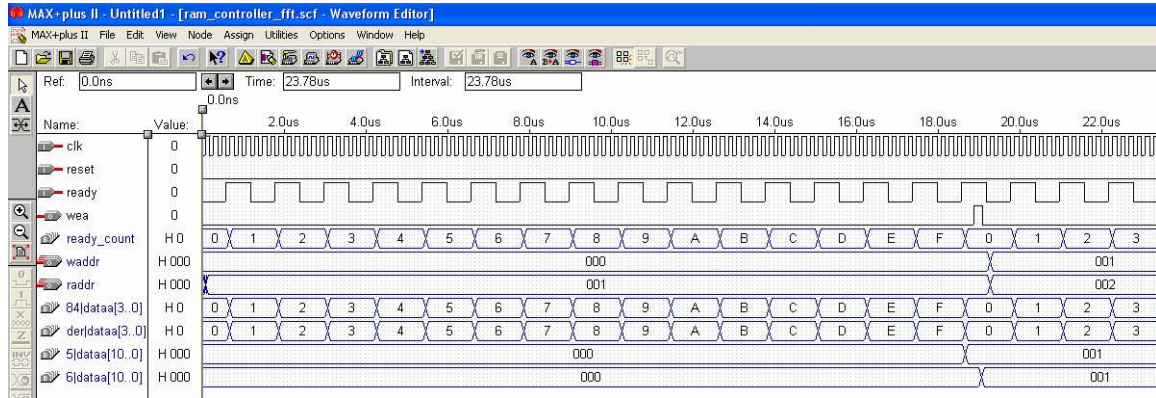 MAX+plus II - Untitled1 - [ram_controller_fft.scf - Waveform Editor]
MAX+plus II File Edit View Node Assign Utilities Options Window Help
Ref: 0.0ns Time: 23.78us Interval: 23.78us
0.0ns
Name: Value: 2.0us 4.0us 6.0us 8.0us 10.0us 12.0us 14.0us 16.0us 18.0us 20.0us 22.0us
clk 0
reset 0
ready 0
wea 0
ready_count H 0 0 1 2 3 4 5 6 7 8 9 A B C D E F 0 1 2 3
waddr H 000 000 001
raddr H 000 001 002
84|dataa[3..0] H 0 0 1 2 3 4 5 6 7 8 9 A B C D E F 0 1 2 3
der|dataa[3..0] H 0 0 1 2 3 4 5 6 7 8 9 A B C D E F 0 1 2 3
5|dataa[10..0] H 000 000 001
6|dataa[10..0] H 000 000 001